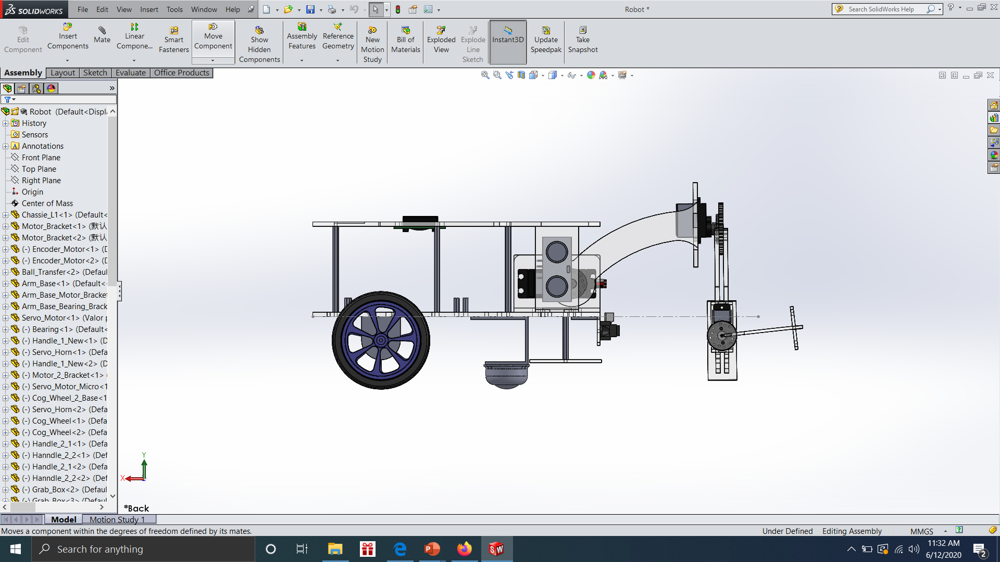 SOLIDWORKS File Edit View Insert Tools Window Help Robot * Search SolidWorks Help
Edit Component
Insert Components
Mate
Linear Compone...
Smart Fasteners
Move Component
Show Hidden Components
Assembly Features
Reference Geometry
New Motion Study
Bill of Materials
Exploded View
Explode Line Sketch
Instant3D
Update Speedpak
Take Snapshot
Assembly Layout Sketch Evaluate Office Products
Robot (Default<Displa
History
Sensors
Annotations
Front Plane
Top Plane
Right Plane
Origin
Center of Mass
Chassie_L1<1> (Default<
Motor_Bracket<1> (默认
Motor_Bracket<2> (默认
(-) Encoder_Motor<1> (D
(-) Encoder_Motor<2> (D
Ball_Transfer<2> (Defaul
Arm_Base<1> (Default<
Arm_Base_Motor_Bracket
Arm_Base_Bearing_Brack
Servo_Motor<1> (Valor p
(-) Bearing<1> (Default<
(-) Handle_1_New<1> (D
(-) Servo_Horn<1> (Defa
(-) Handle_1_New<2> (D
(-) Motor_2_Bracket<1> (
(-) Servo_Motor_Micro<1
(-) Cog_Wheel_2_Base<1
(-) Servo_Horn<2> (Defa
(-) Cog_Wheel<1> (Defa
(-) Cog_Wheel<2> (Defa
(-) Handle_2_1<1> (Defa
(-) Hanndle_2_2<1> (Def
(-) Handle_2_1<2> (Defa
(-) Hanndle_2_2<2> (Def
(-) Grab_Box<2> (Defaul
(-) Grab_Box<3> (Defaul
Y
X
*Back
Model Motion Study 1
Moves a component within the degrees of freedom defined by its mates. Under Defined Editing Assembly MMGS
Search for anything
11:32 AM
6/12/2020
2